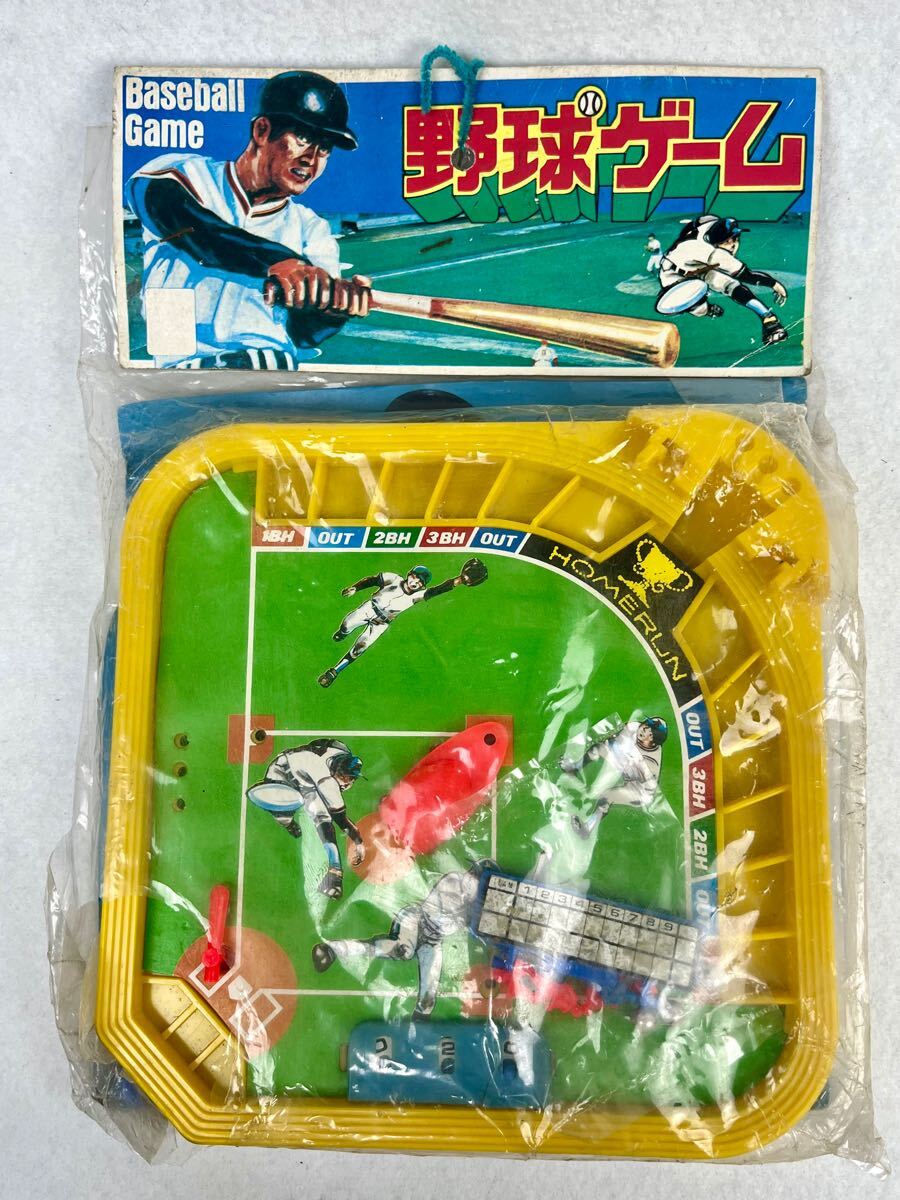 Baseball
Game
野球ゲーム
1BH OUT 2BH 3BH OUT
HOMERUN
OUT
3BH
2BH
1 2 3 4 5 6 7 8 9
2